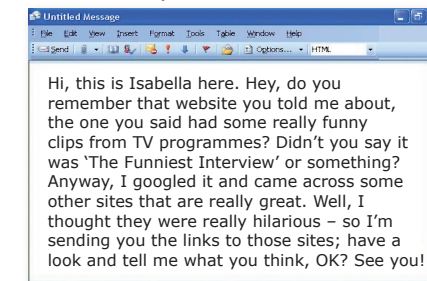 Untitled Message
File Edit View Insert Format Tools Table Window Help
Send Options... HTML
Hi, this is Isabella here. Hey, do you
remember that website you told me about,
the one you said had some really funny
clips from TV programmes? Didn’t you say it
was ‘The Funniest Interview’ or something?
Anyway, I googled it and came across some
other sites that are really great. Well, I
thought they were really hilarious – so I’m
sending you the links to those sites; have a
look and tell me what you think, OK? See you!